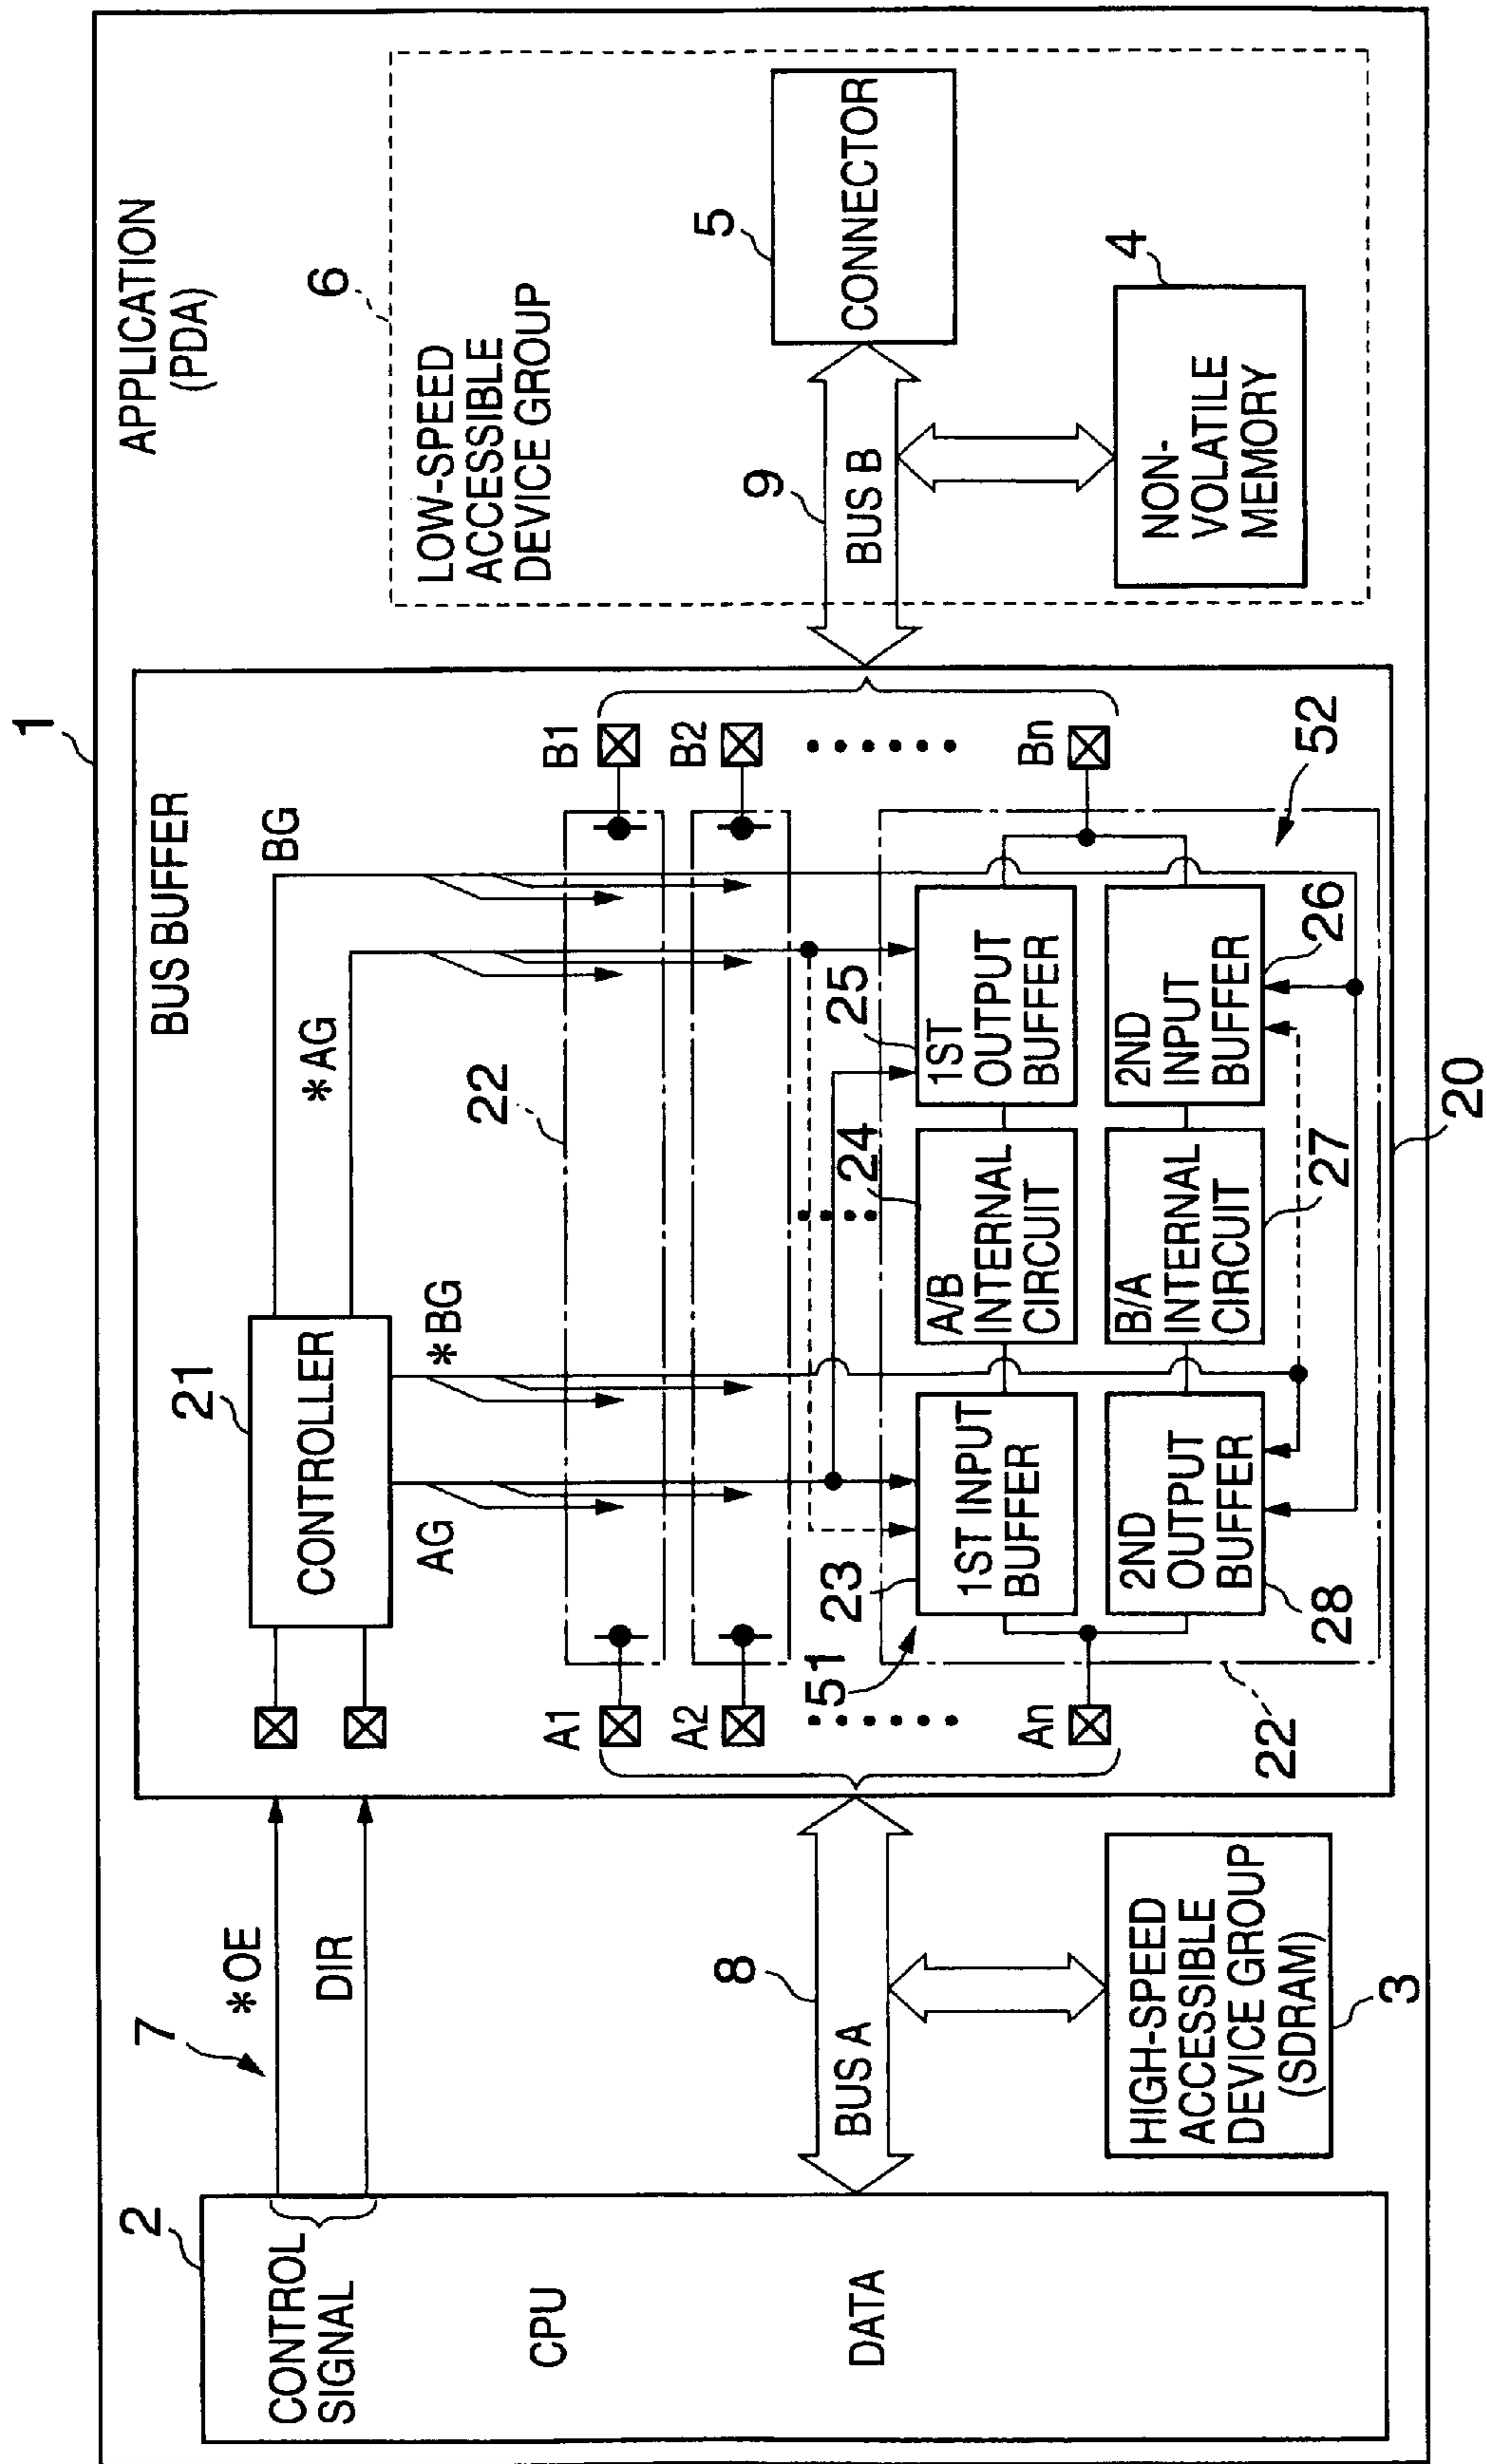 1
APPLICATION
(PDA)
2
CONTROL
SIGNAL
CPU
DATA
7
*OE
DIR
8
BUS A
HIGH-SPEED
ACCESSIBLE
DEVICE GROUP
(SDRAM)
3
BUS BUFFER
21
CONTROLLER
AG
*BG
*AG
BG
22
A1
A2
An
B1
B2
Bn
51
23
1ST INPUT
BUFFER
24
A/B
INTERNAL
CIRCUIT
25
1ST
OUTPUT
BUFFER
52
2ND
OUTPUT
BUFFER
28
B/A
INTERNAL
CIRCUIT
27
2ND
INPUT
BUFFER
26
22
20
6
LOW-SPEED
ACCESSIBLE
DEVICE GROUP
9
BUS B
5
CONNECTOR
4
NON-
VOLATILE
MEMORY